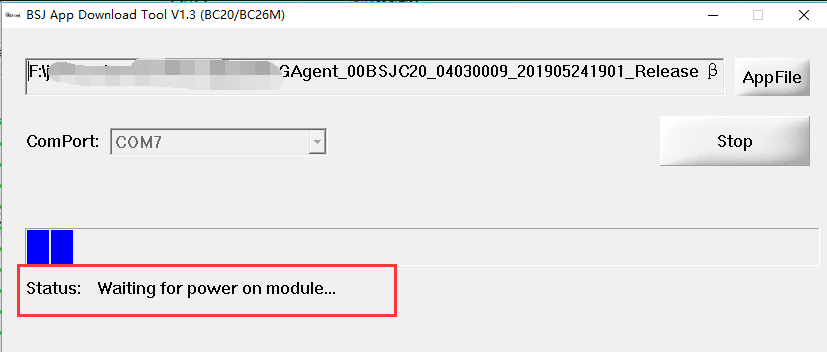 BSJ App Download Tool V1.3 (BC20/BC26M)
F:\ GAgent_00BSJC20_04030009_201905241901_Release β
AppFile
ComPort: COM7
Stop
Status: Waiting for power on module...